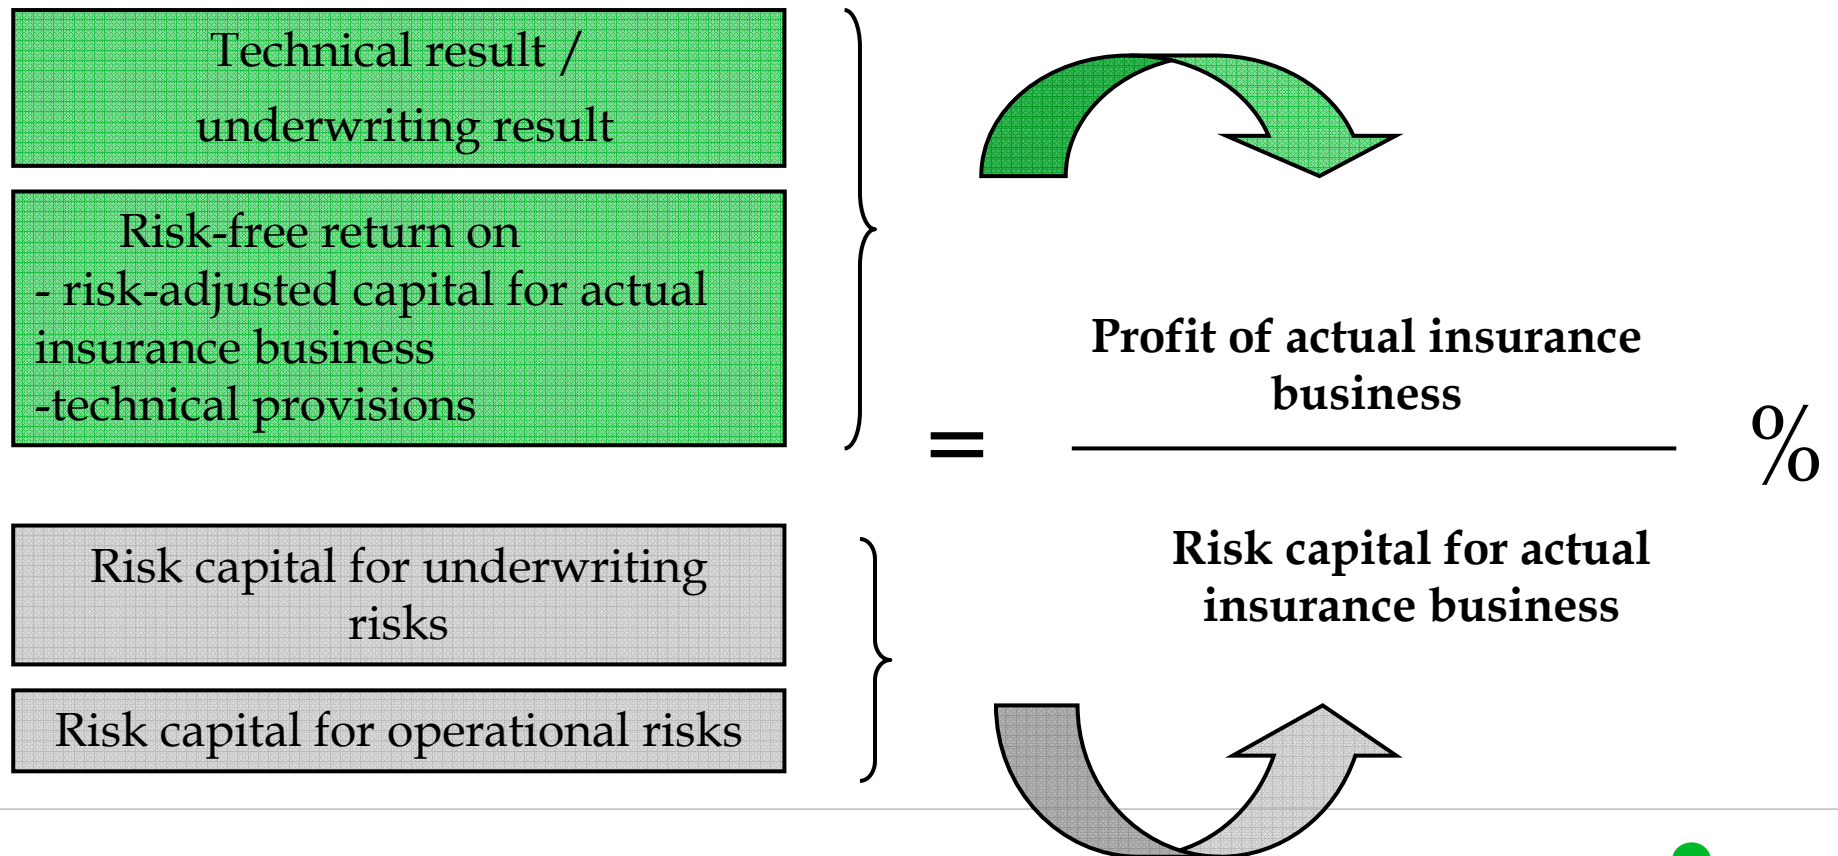 Technical result /
underwriting result
Risk-free return on
- risk-adjusted capital for actual
insurance business
-technical provisions
Risk capital for underwriting
risks
Risk capital for operational risks
=
Profit of actual insurance
business
%
Risk capital for actual
insurance business